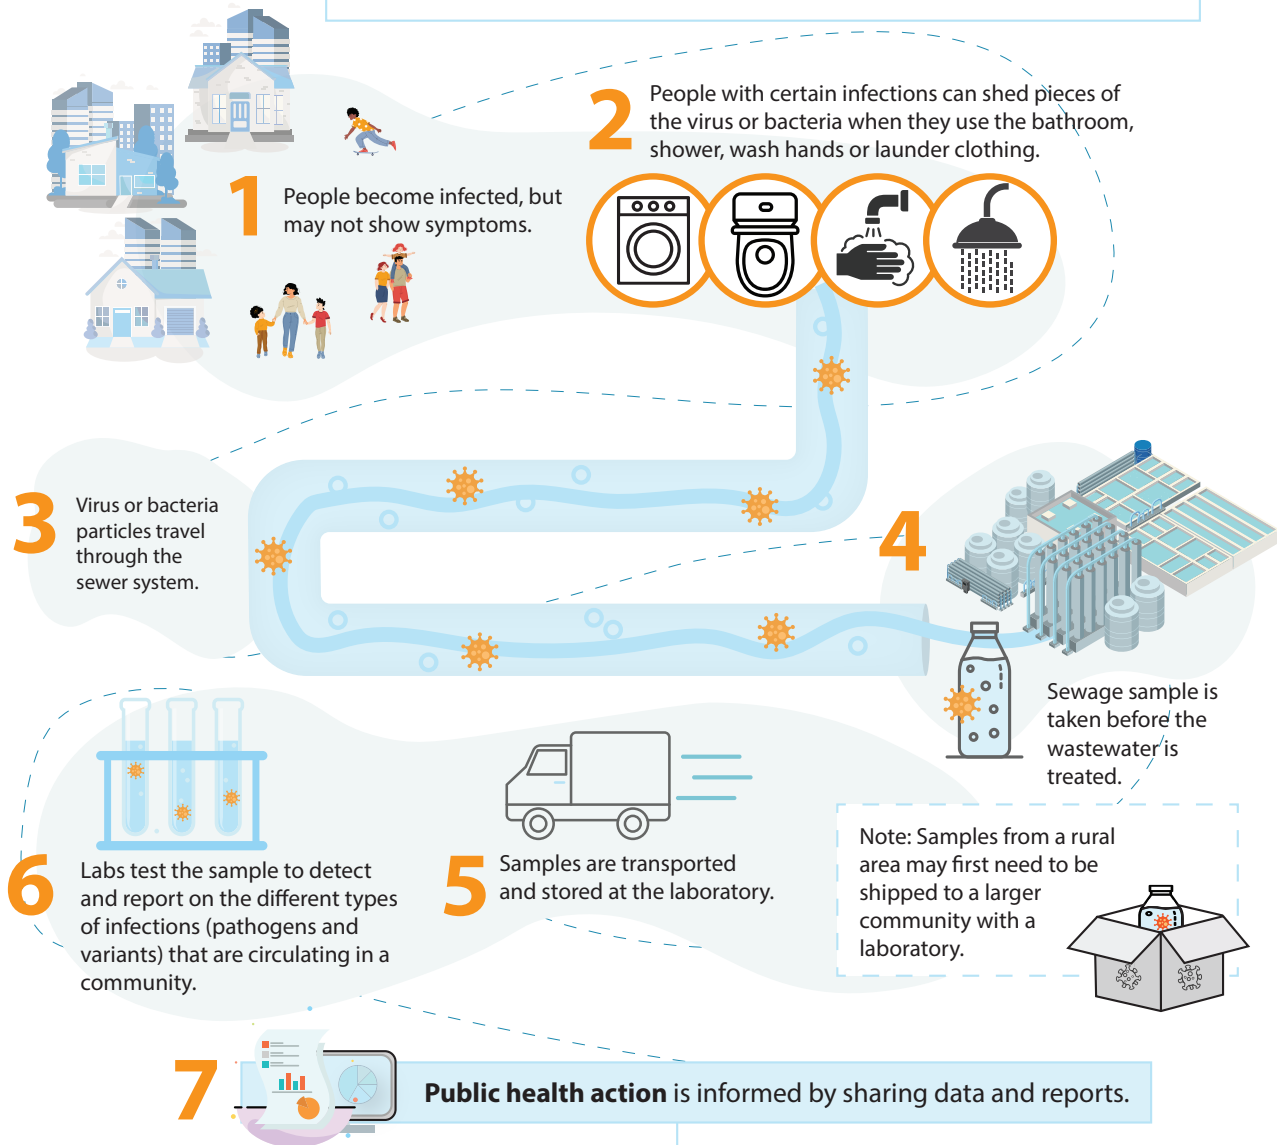 1
People become infected, but
may not show symptoms.
2
People with certain infections can shed pieces of
the virus or bacteria when they use the bathroom,
shower, wash hands or launder clothing.
3
Virus or bacteria
particles travel
through the
sewer system.
4
Sewage sample is
taken before the
wastewater is
treated.
Note: Samples from a rural
area may first need to be
shipped to a larger
community with a
laboratory.
5
Samples are transported
and stored at the laboratory.
6
Labs test the sample to detect
and report on the different types
of infections (pathogens and
variants) that are circulating in a
community.
7
Public health action is informed by sharing data and reports.